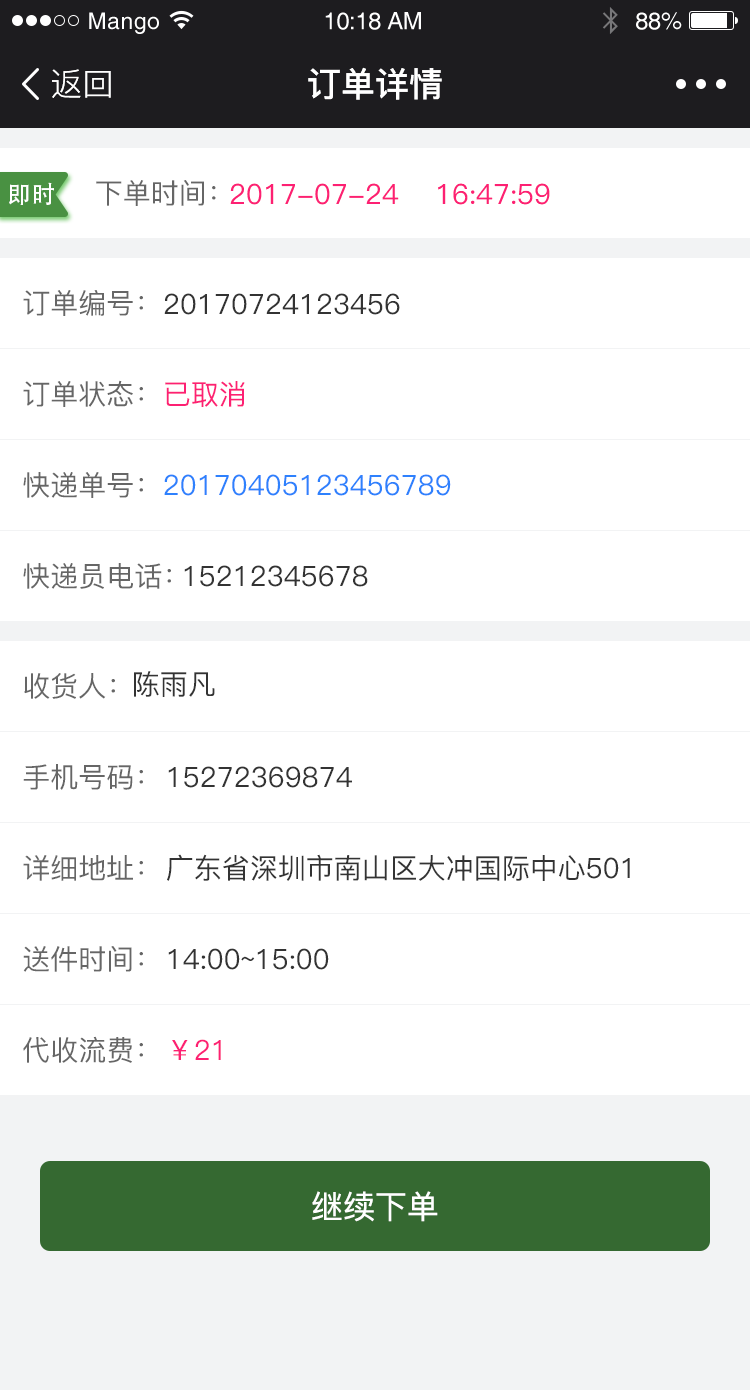 Mango 10:18 AM 88%
返回 订单详情
即时 下单时间：2017-07-24 16:47:59
订单编号：20170724123456
订单状态：已取消
快递单号：20170405123456789
快递员电话：15212345678
收货人：陈雨凡
手机号码：15272369874
详细地址：广东省深圳市南山区大冲国际中心501
送件时间：14:00~15:00
代收流费：￥21
继续下单